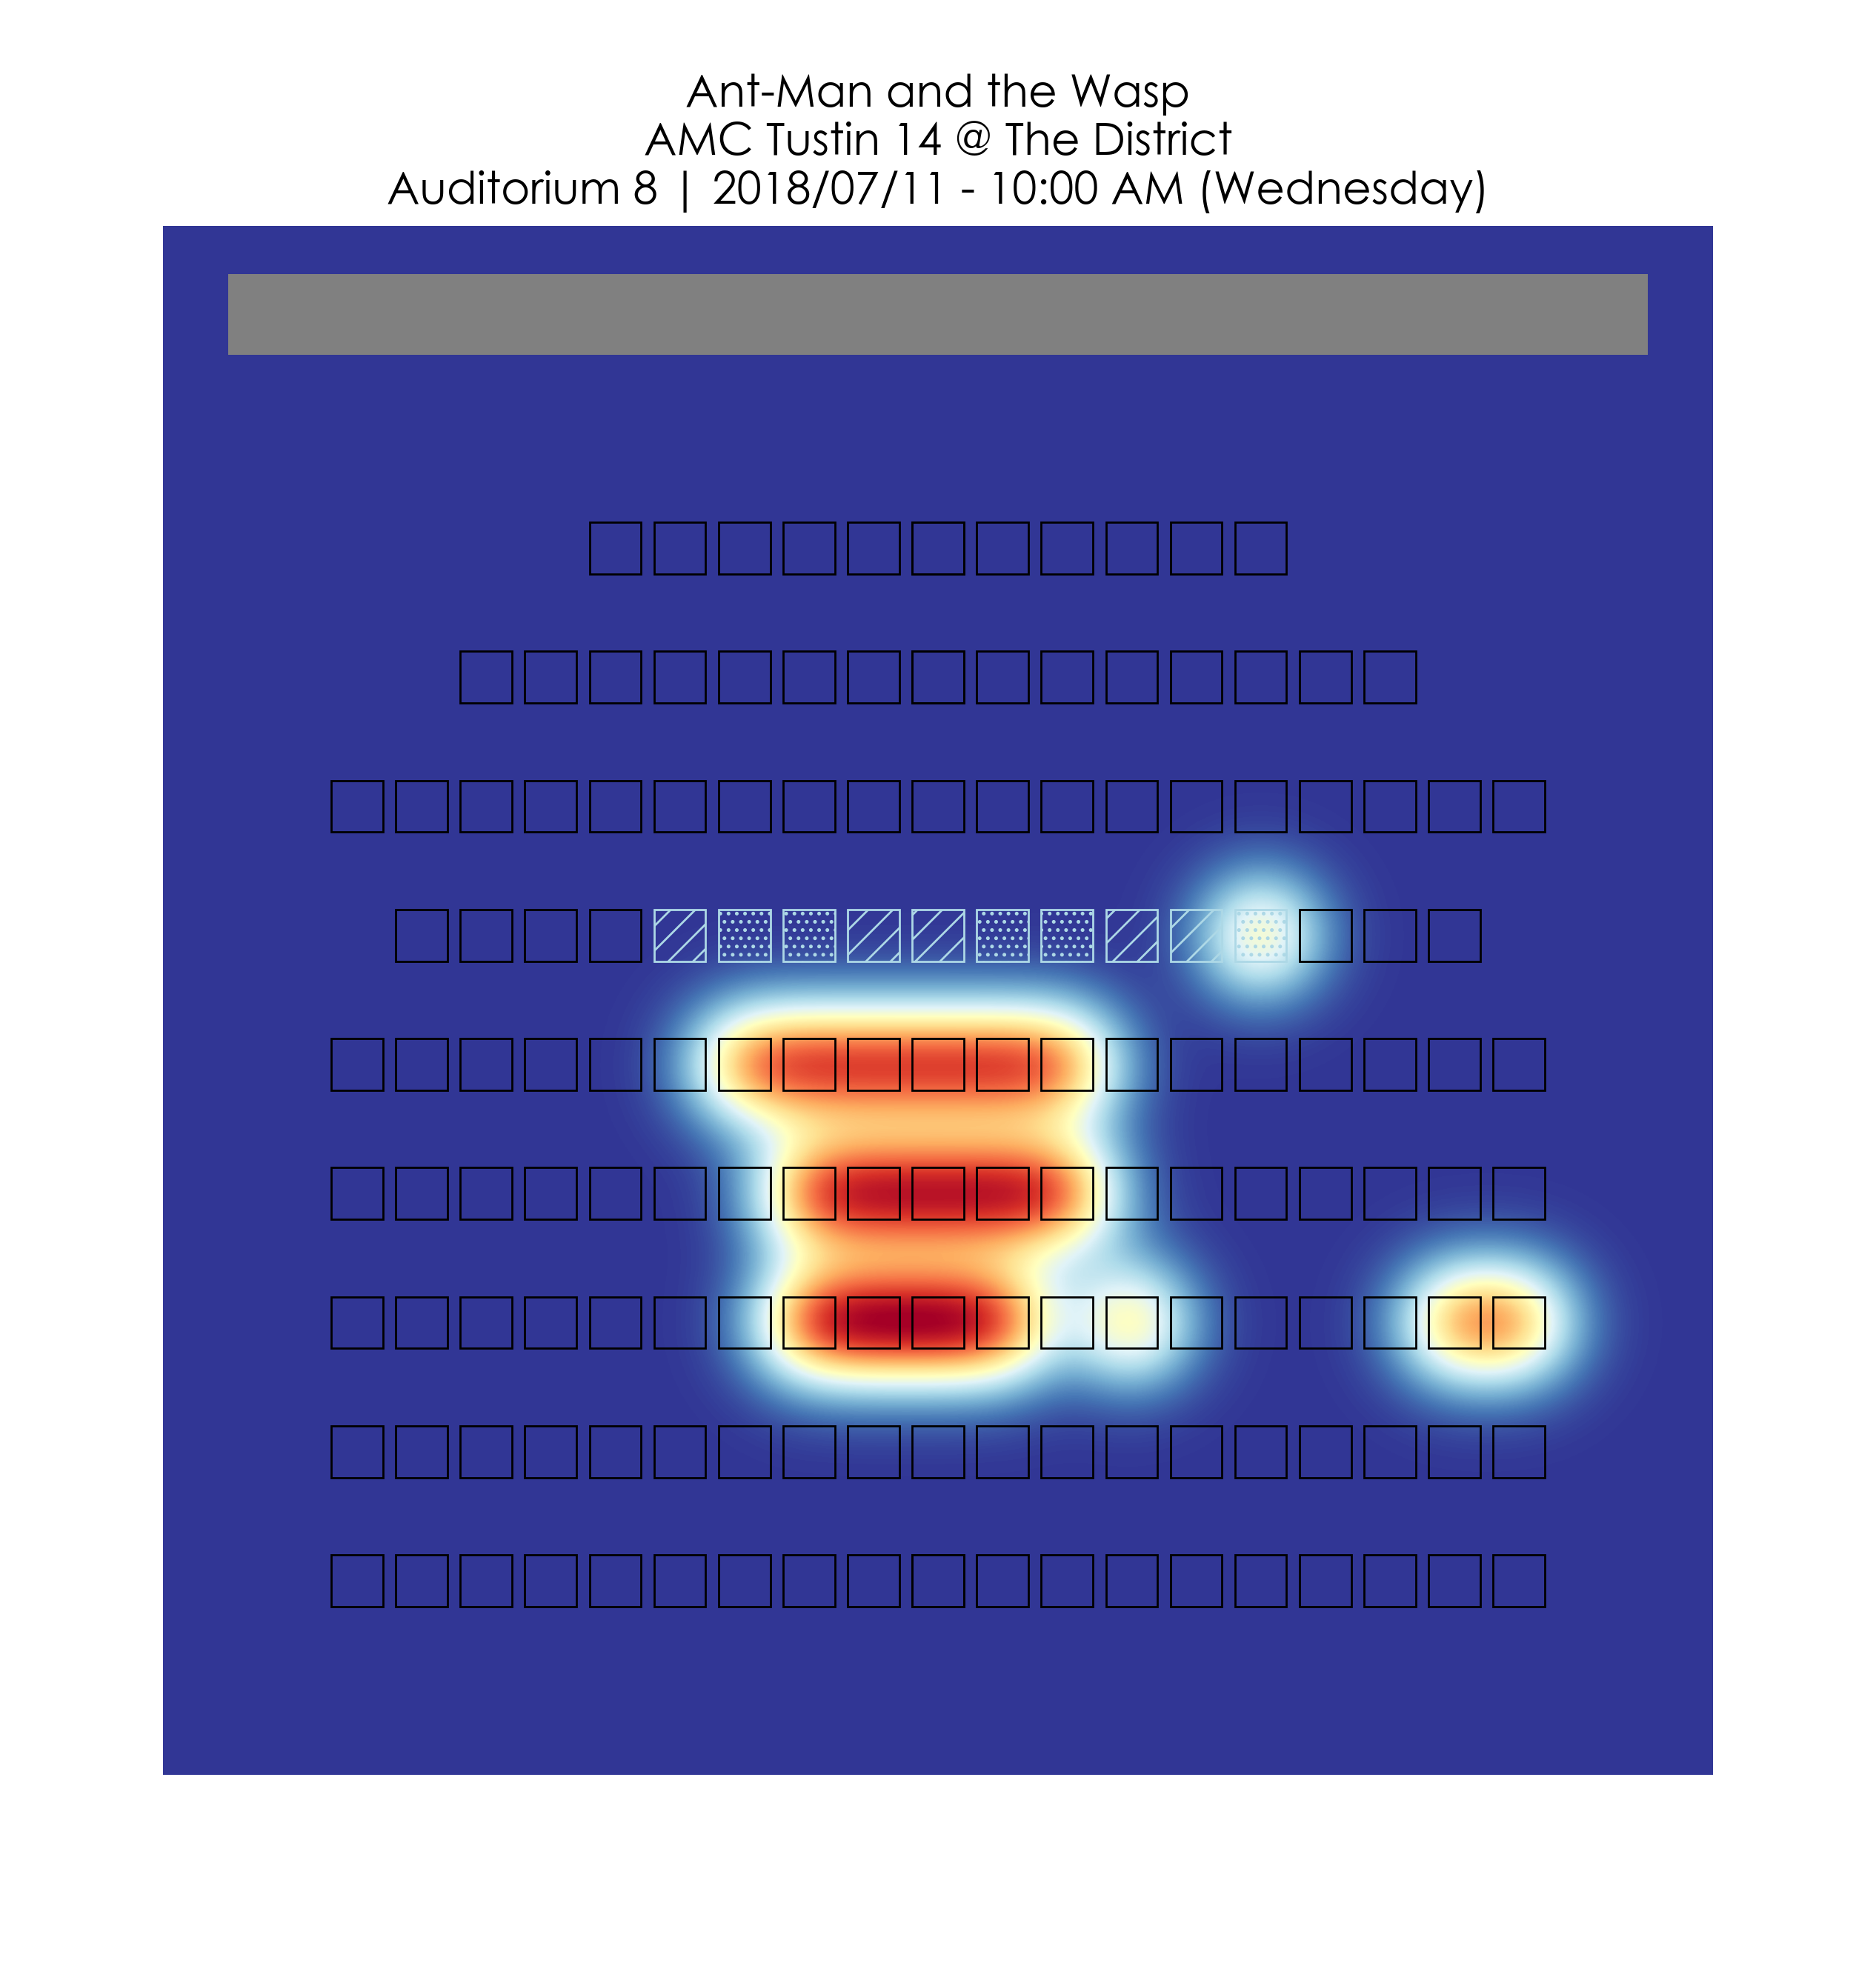 Ant-Man and the Wasp
AMC Tustin 14 @ The District
Auditorium 8 | 2018/07/11 - 10:00 AM (Wednesday)